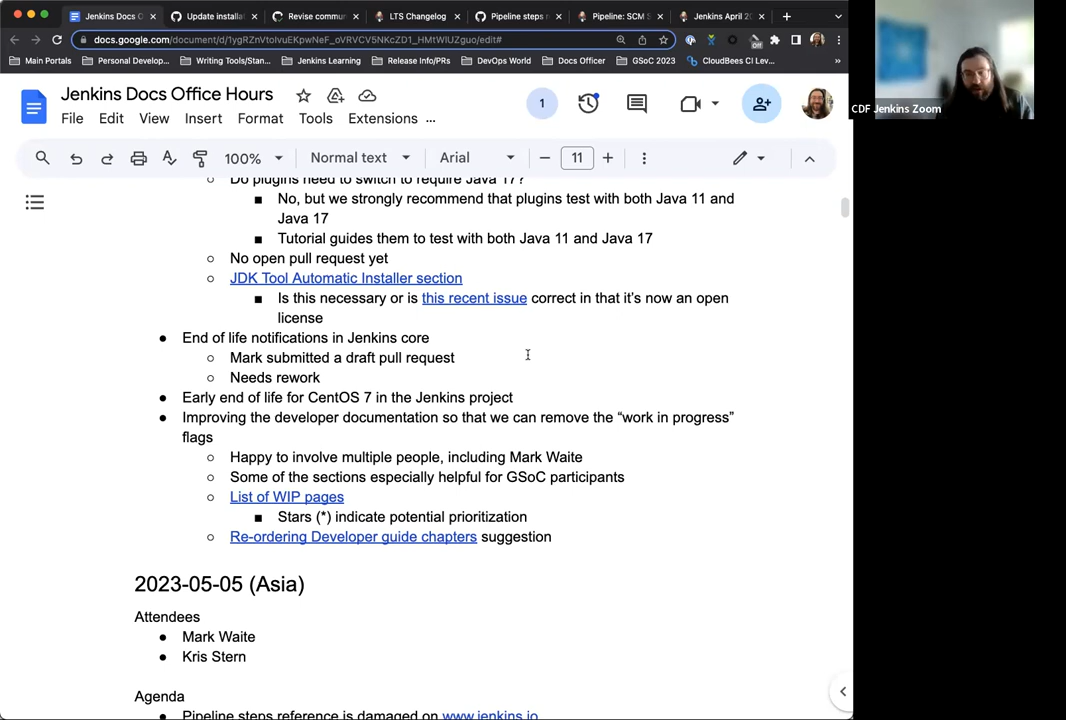 Jenkins Docs O
Update installa
Revise commun
LTS Changelog
Pipeline steps r
Pipeline: SCM S
Jenkins April 20
docs.google.com/document/d/1ygRZnVtoIvuEKpwNeF_oVRVCV5NKcZD1_HMtWlUZguo/edit#
Off
Main Portals
Personal Develop...
Writing Tools/Stan...
Jenkins Learning
Release Info/PRs
DevOps World
Docs Officer
GSoC 2023
CloudBees CI Lev...
»
Jenkins Docs Office Hours
File Edit View Insert Format Tools Extensions ...
1
100% Normal text Arial 11
Do plugins need to switch to require Java 17?
No, but we strongly recommend that plugins test with both Java 11 and
Java 17
Tutorial guides them to test with both Java 11 and Java 17
No open pull request yet
JDK Tool Automatic Installer section
Is this necessary or is this recent issue correct in that it's now an open
license
End of life notifications in Jenkins core
Mark submitted a draft pull request
Needs rework
Early end of life for CentOS 7 in the Jenkins project
Improving the developer documentation so that we can remove the “work in progress”
flags
Happy to involve multiple people, including Mark Waite
Some of the sections especially helpful for GSoC participants
List of WIP pages
Stars (*) indicate potential prioritization
Re-ordering Developer guide chapters suggestion
2023-05-05 (Asia)
Attendees
Mark Waite
Kris Stern
Agenda
Pipeline steps reference is damaged on www.jenkins.io
CDF Jenkins Zoom